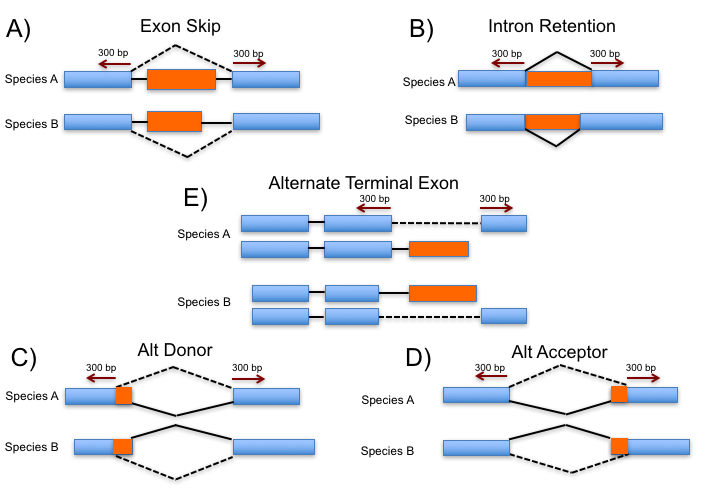 A) Exon Skip
300 bp 300 bp
Species A
Species B
B) Intron Retention
300 bp 300 bp
Species A
Species B
E) Alternate Terminal Exon
300 bp 300 bp
Species A
Species B
C) Alt Donor
300 bp 300 bp
Species A
Species B
D) Alt Acceptor
300 bp 300 bp
Species A
Species B